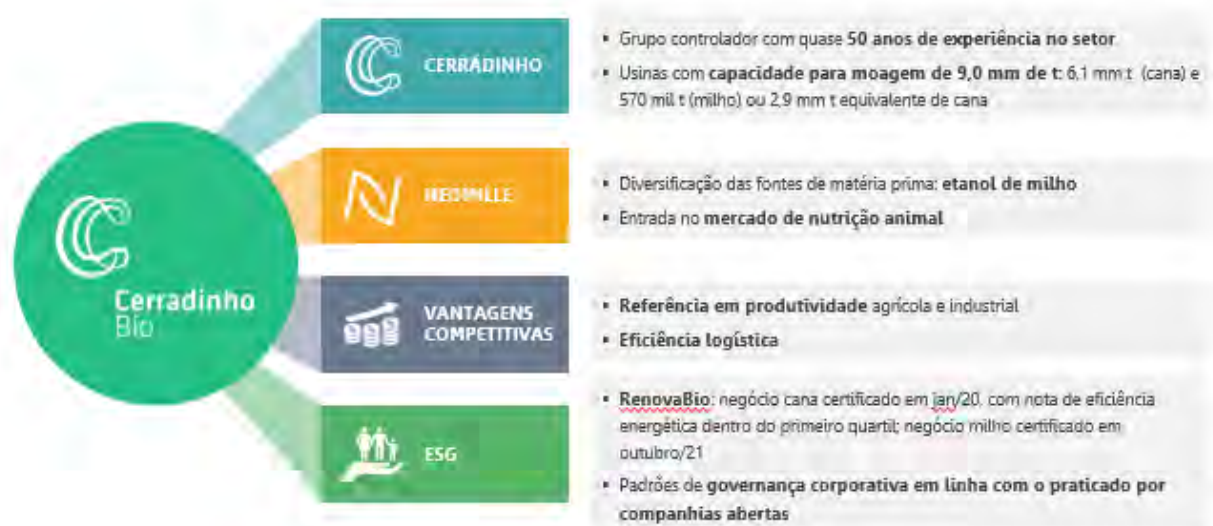 Cerradinho
Bio
CERRADINHO
▪ Grupo controlador com quase 50 anos de experiência no setor
▪ Usinas com capacidade para moagem de 9,0 mm de t: 6,1 mm t (cana) e
570 mil t (milho) ou 2,9 mm t equivalente de cana
NEOMILLE
▪ Diversificação das fontes de matéria prima: etanol de milho
▪ Entrada no mercado de nutrição animal
VANTAGENS
COMPETITIVAS
▪ Referência em produtividade agrícola e industrial
▪ Eficiência logística
ESG
▪ RenovaBio: negócio cana certificado em jan/20, com nota de eficiência
energética dentro do primeiro quartil; negócio milho certificado em
outubro/21
▪ Padrões de governança corporativa em linha com o praticado por
companhias abertas